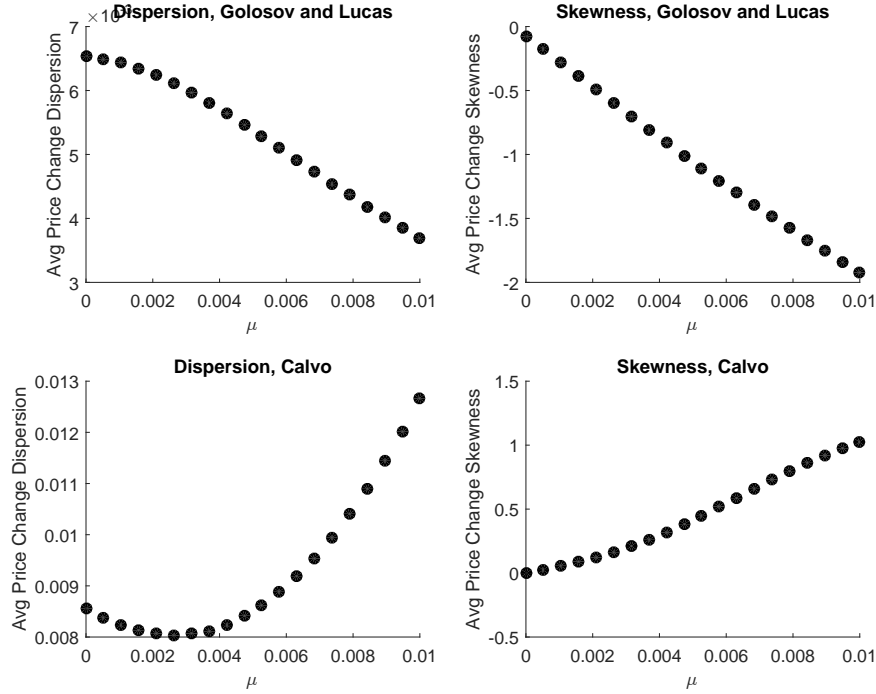 Dispersion, Golosov and Lucas
7
6
5
4
3
Avg Price Change Dispersion
0 0.002 0.004 0.006 0.008 0.01
μ
Skewness, Golosov and Lucas
0
-0.5
-1
-1.5
-2
Avg Price Change Skewness
0 0.002 0.004 0.006 0.008 0.01
μ
Dispersion, Calvo
0.013
0.012
0.011
0.01
0.009
0.008
Avg Price Change Dispersion
0 0.002 0.004 0.006 0.008 0.01
μ
Skewness, Calvo
1.5
1
0.5
0
-0.5
Avg Price Change Skewness
0 0.002 0.004 0.006 0.008 0.01
μ